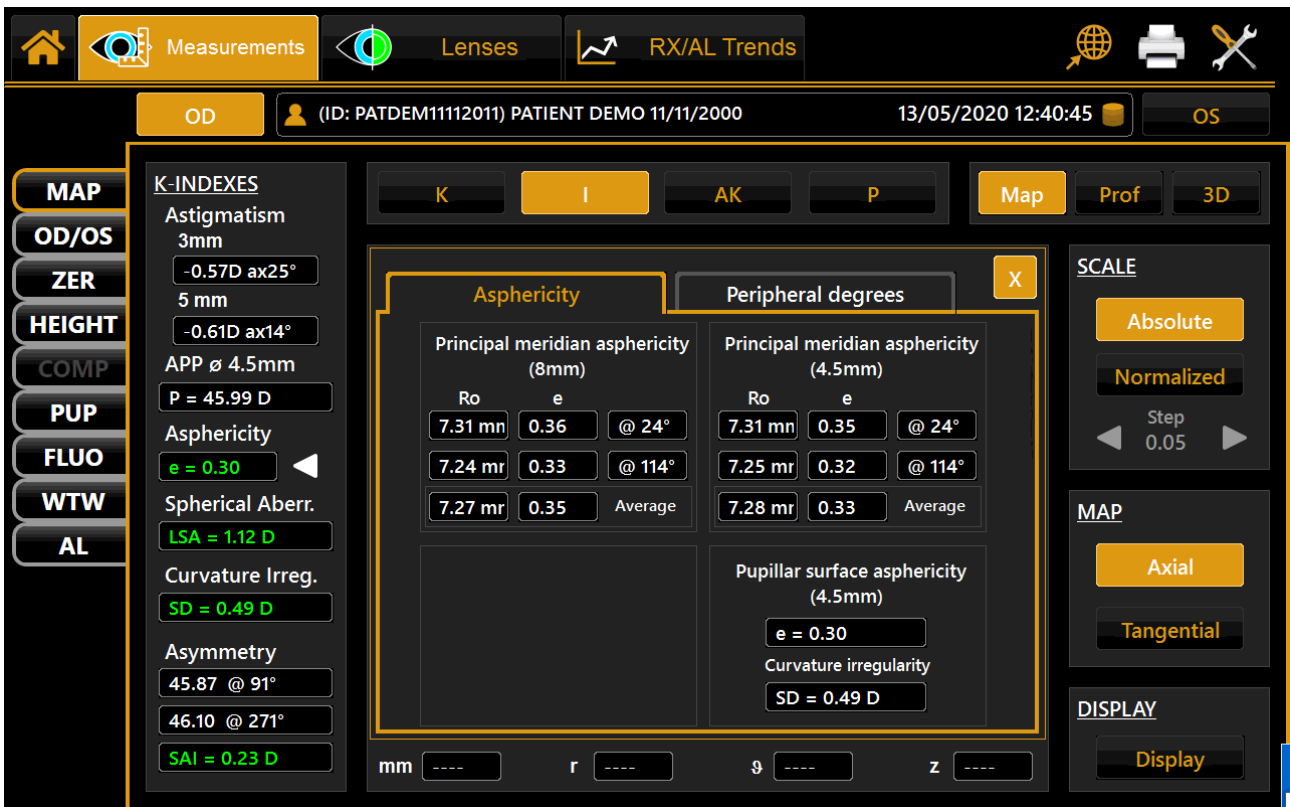 Measurements
Lenses
RX/AL Trends
OD
(ID: PATDEM11112011) PATIENT DEMO 11/11/2000
13/05/2020 12:40:45
OS
MAP
OD/OS
ZER
HEIGHT
COMP
PUP
FLUO
WTW
AL
K-INDEXES
Astigmatism
3mm
-0.57D ax25°
5 mm
-0.61D ax14°
APP ø 4.5mm
P = 45.99 D
Asphericity
e = 0.30
Spherical Aberr.
LSA = 1.12 D
Curvature Irreg.
SD = 0.49 D
Asymmetry
45.87 @ 91°
46.10 @ 271°
SAI = 0.23 D
K
I
AK
P
Map
Prof
3D
Asphericity
Peripheral degrees
X
Principal meridian asphericity
(8mm)
Ro e
7.31 mm 0.36 @ 24°
7.24 mr 0.33 @ 114°
7.27 mr 0.35 Average
Principal meridian asphericity
(4.5mm)
Ro e
7.31 mm 0.35 @ 24°
7.25 mr 0.32 @ 114°
7.28 mr 0.33 Average
Pupillar surface asphericity
(4.5mm)
e = 0.30
Curvature irregularity
SD = 0.49 D
mm ----
r ----
ϑ ----
z ----
SCALE
Absolute
Normalized
Step
0.05
MAP
Axial
Tangential
DISPLAY
Display